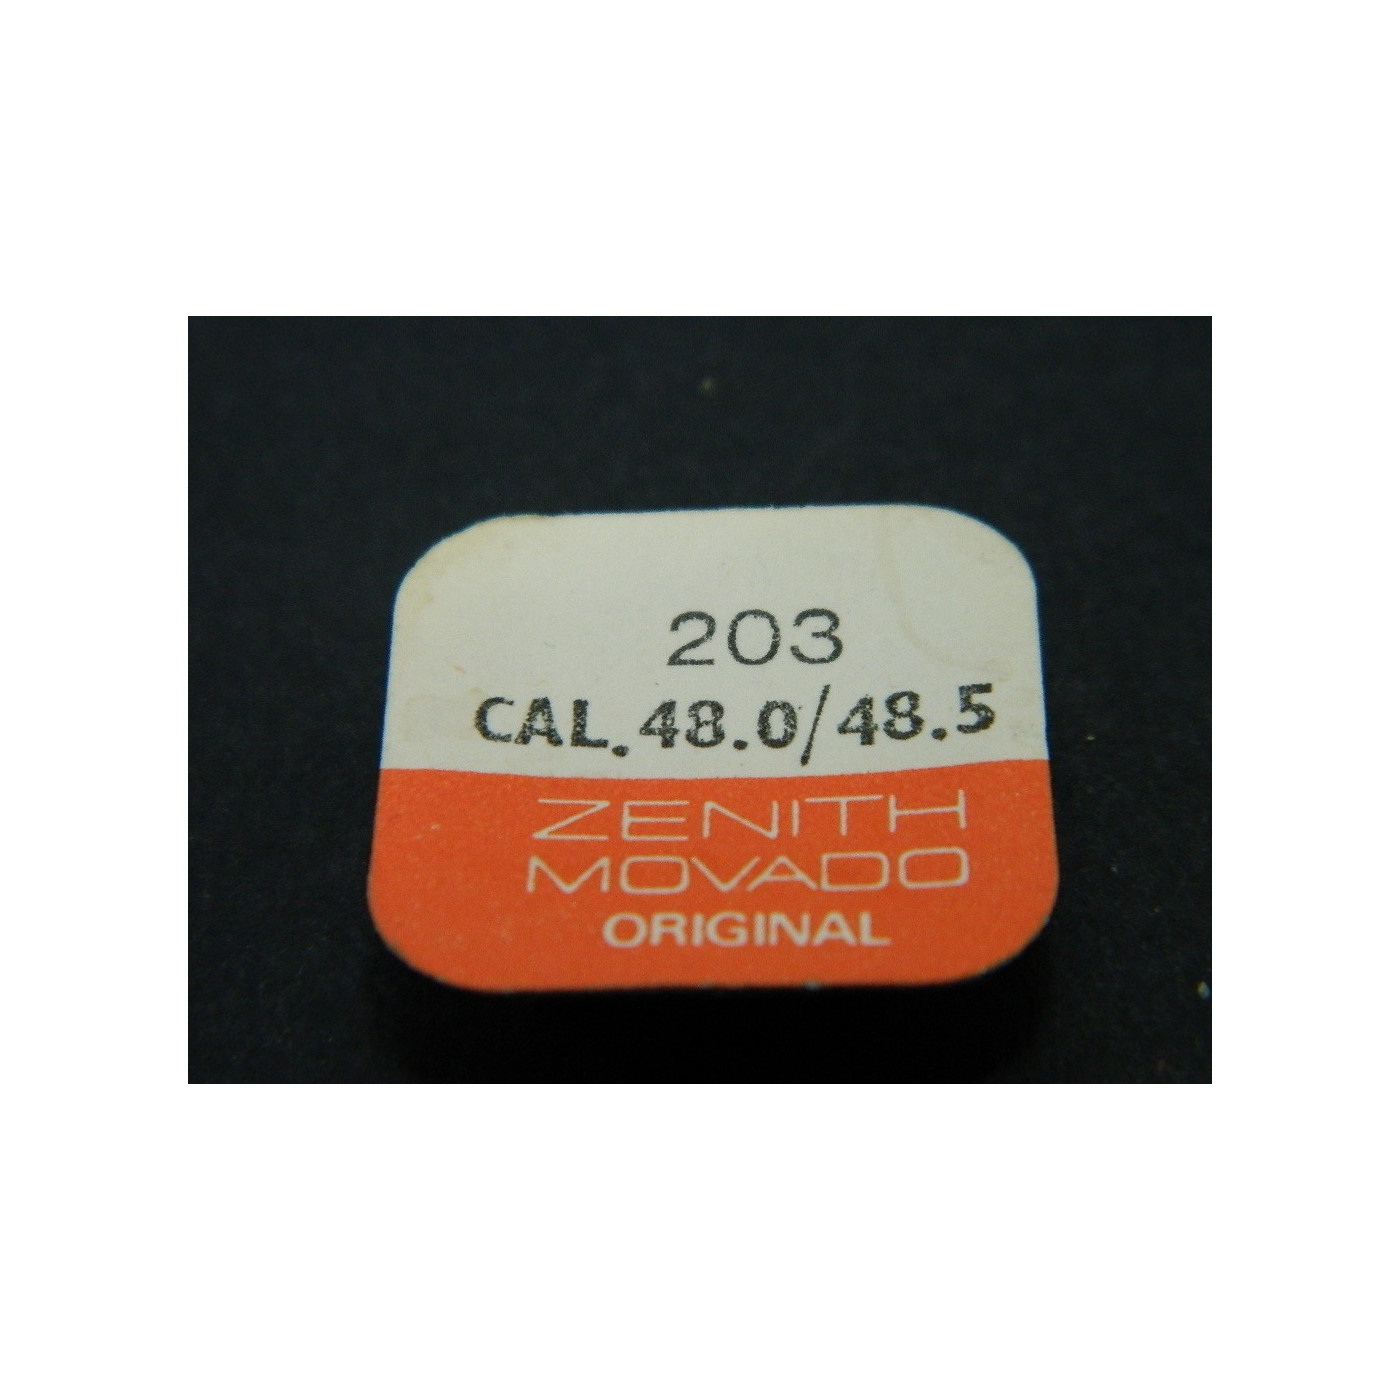 203
CAL.48.0/48.5
ZENITH
MOVADO
ORIGINAL